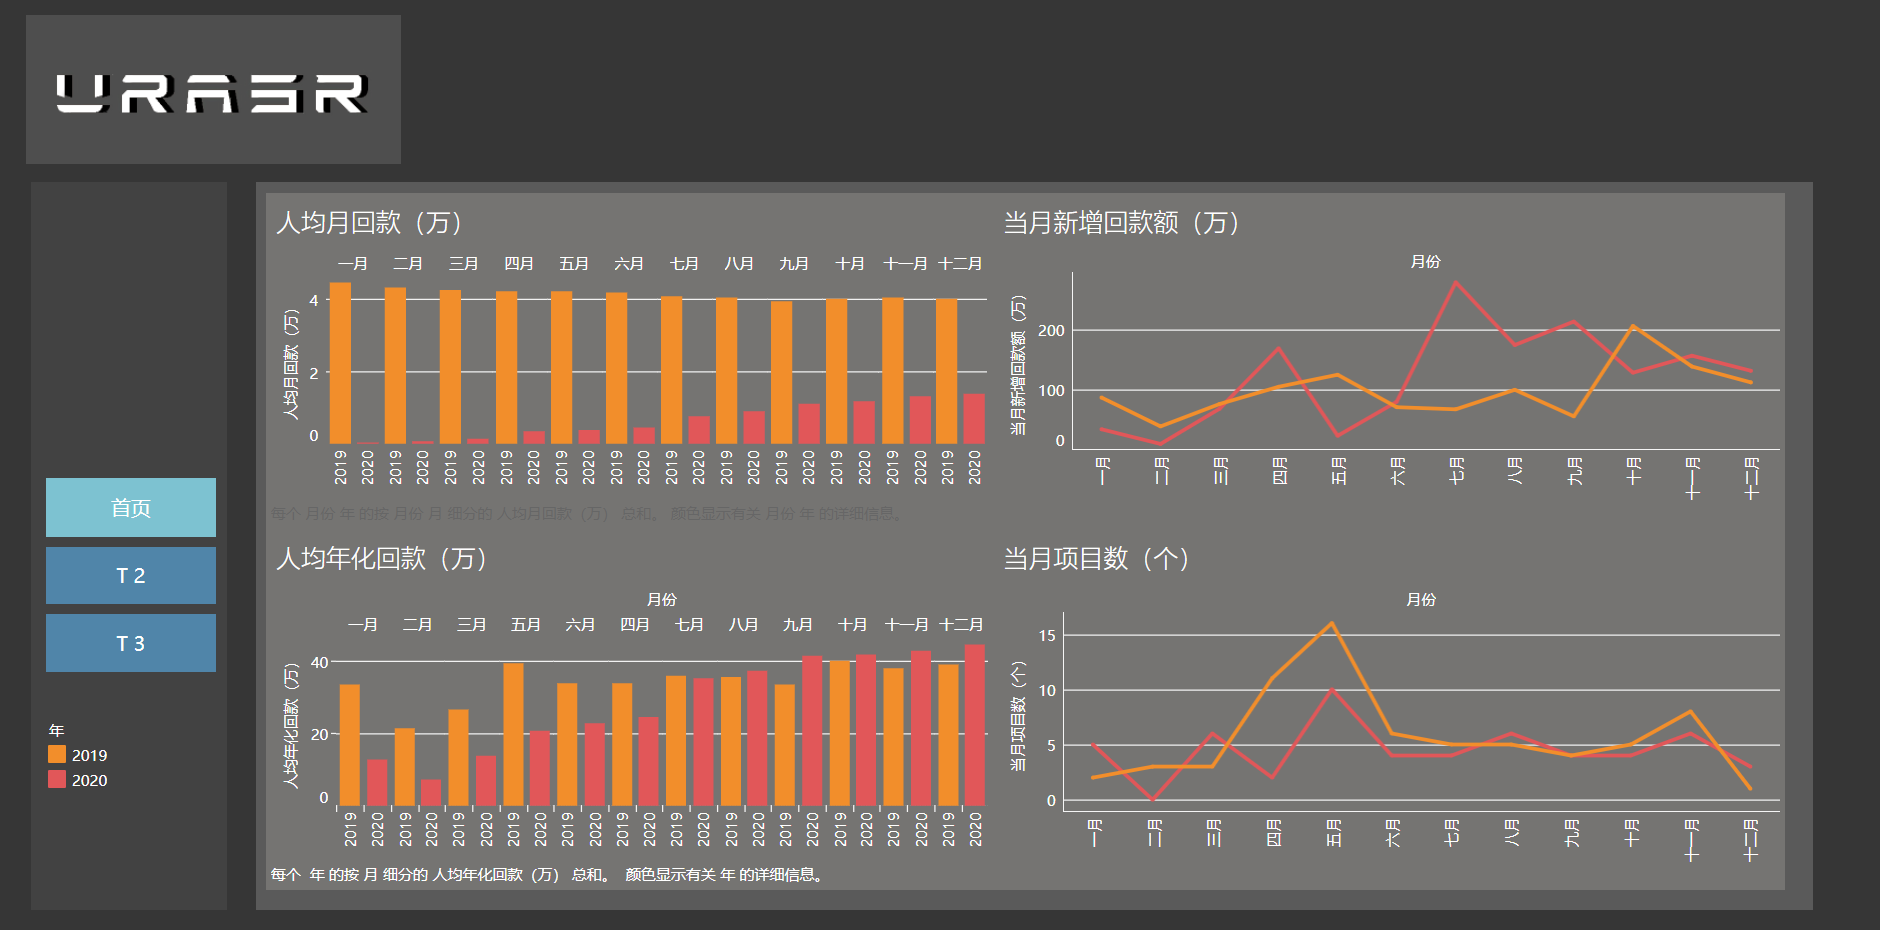 URASR
首页
T 2
T 3
年
2019
2020
人均月回款（万）
一月 二月 三月 四月 五月 六月 七月 八月 九月 十月 十一月 十二月
人均月回款（万）
4
2
0
2019 2020 2019 2020 2019 2020 2019 2020 2019 2020 2019 2020 2019 2020 2019 2020 2019 2020 2019 2020 2019 2020 2019 2020
每个 月份 年 的按 月份 月 细分的 人均月回款（万） 总和。 颜色显示有关 月份 年 的详细信息。
当月新增回款额（万）
月份
当月新增回款额（万）
200
100
0
一月 二月 三月 四月 五月 六月 七月 八月 九月 十月 十一月 十二月
人均年化回款（万）
月份
一月 二月 三月 五月 六月 四月 七月 八月 九月 十月 十一月 十二月
人均年化回款（万）
40
20
0
2019 2020 2019 2020 2019 2020 2019 2020 2019 2020 2019 2020 2019 2020 2019 2020 2019 2020 2019 2020 2019 2020 2019 2020
每个 年 的按 月 细分的 人均年化回款（万） 总和。 颜色显示有关 年 的详细信息。
当月项目数（个）
月份
当月项目数（个）
15
10
5
0
一月 二月 三月 四月 五月 六月 七月 八月 九月 十月 十一月 十二月